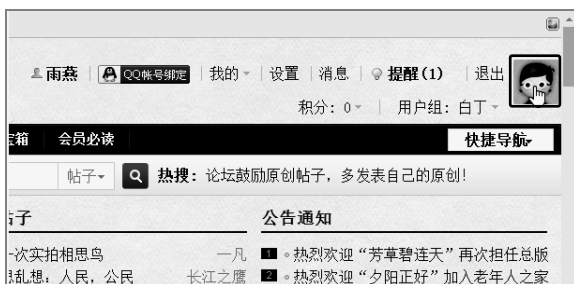 雨燕 QQ帐号绑定 我的 设置 消息 提醒(1) 退出
积分: 0 用户组: 白丁
箱 会员必读 快捷导航
帖子 热搜: 论坛鼓励原创帖子，多发表自己的原创!
子 公告通知
一次实拍相思鸟 一凡 1 热烈欢迎“芳草碧连天”再次担任总版
乱想：人民，公民 长江之鹰 2 热烈欢迎“夕阳正好”加入老年人之家